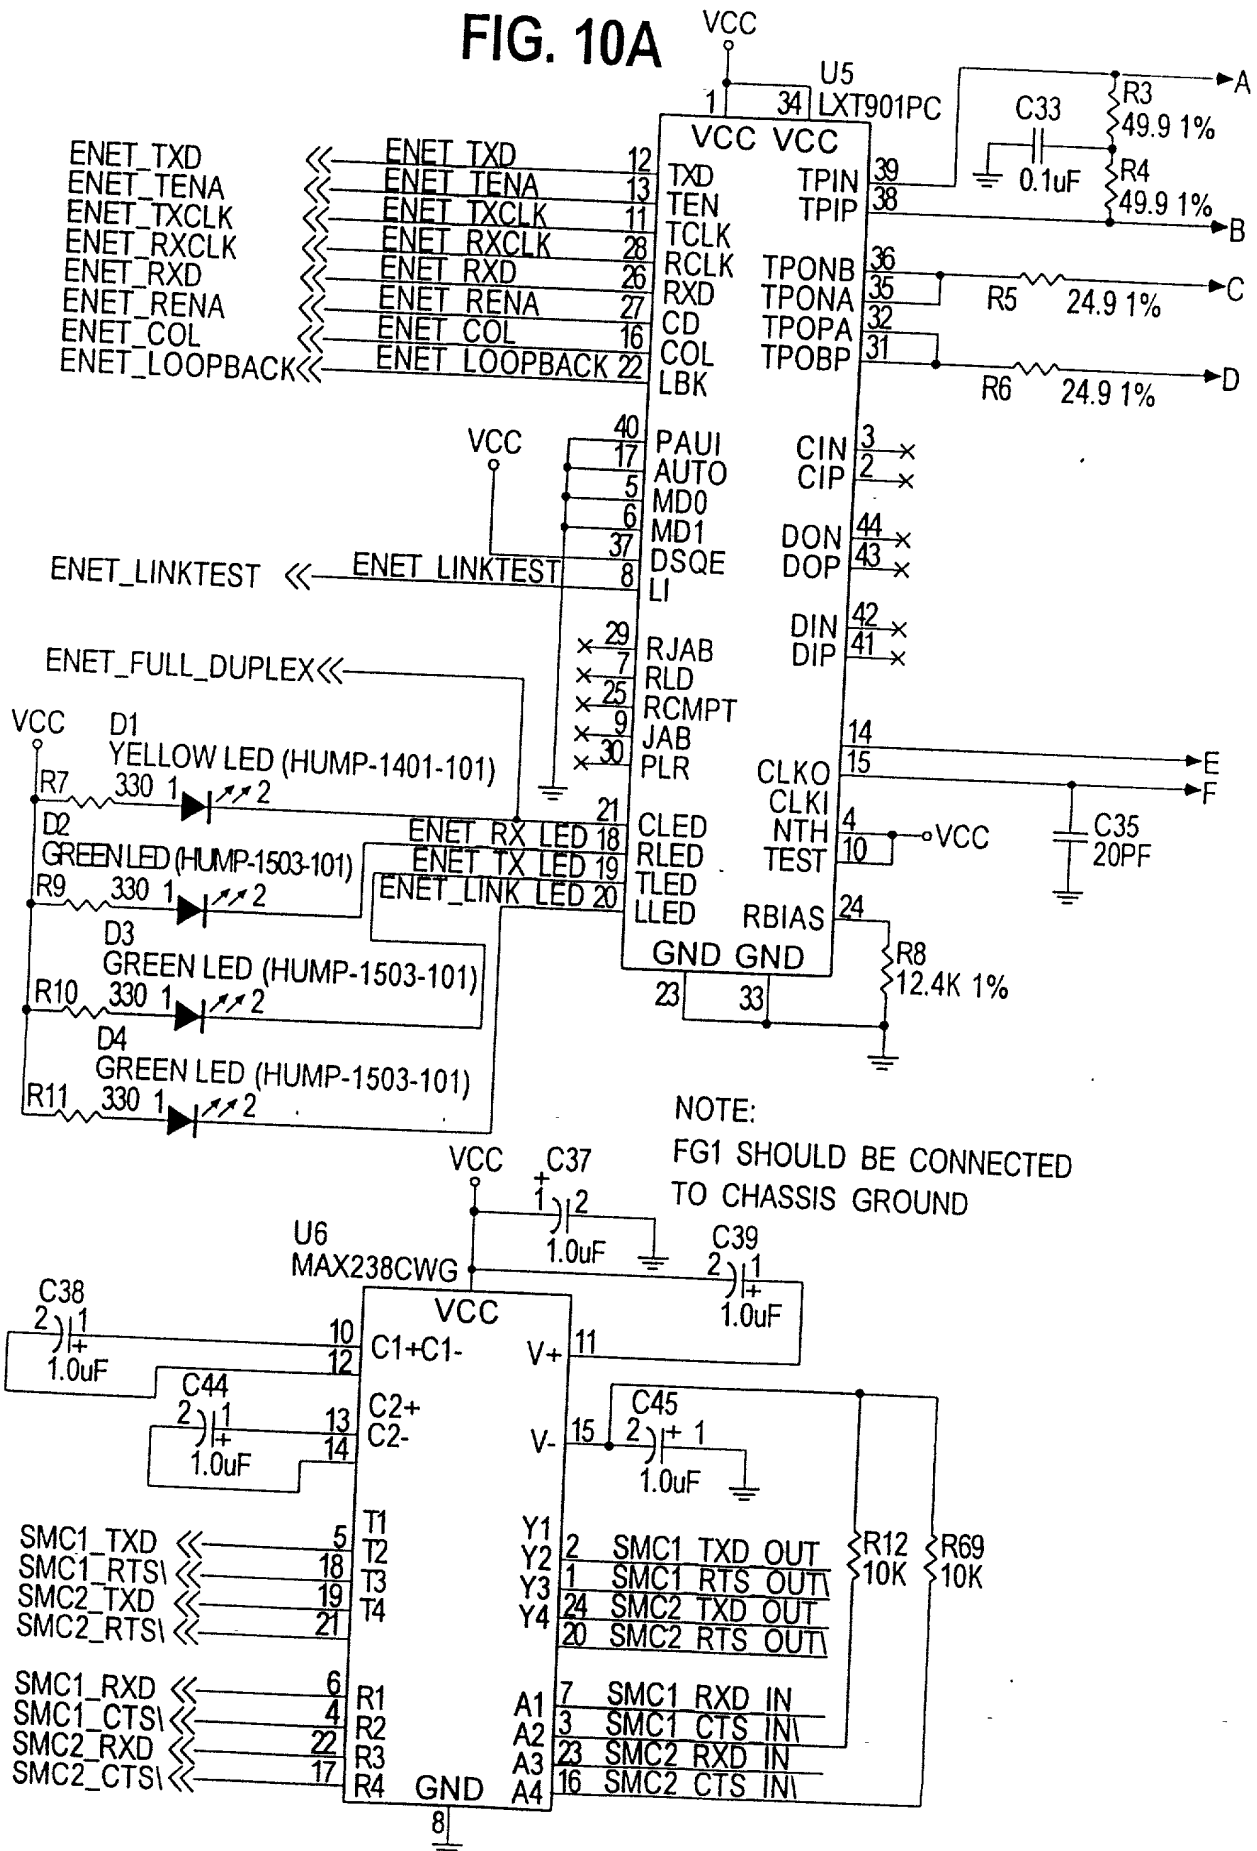 FIG. 10A
VCC
U5
LXT901PC
1
34
VCC VCC
A
R3
49.9 1%
C33
0.1uF
R4
49.9 1%
B
ENET_TXD
ENET_TENA
ENET_TXCLK
ENET_RXCLK
ENET_RXD
ENET_RENA
ENET_COL
ENET_LOOPBACK
ENET_TXD 12 TXD
ENET_TENA 13 TEN
ENET_TXCLK 11 TCLK
ENET_RXCLK 28 RCLK
ENET_RXD 26 RXD
ENET_RENA 27 CD
ENET_COL 16 COL
ENET_LOOPBACK 22 LBK
TPIN 39
TPIP 38
TPONB 36
TPONA 35
TPOPA 32
TPOBP 31
R5 24.9 1% C
R6 24.9 1% D
VCC
40 PAUI
17 AUTO
5 MD0
6 MD1
37 DSQE
ENET_LINKTEST ENET_LINKTEST 8 LI
CIN 3
CIP 2
DON 44
DOP 43
DIN 42
DIP 41
29 RJAB
7 RLD
25 RCMPT
9 JAB
30 PLR
ENET_FULL_DUPLEX
14 E
CLKO 15 F
CLKI
NTH 4 VCC
TEST 10
C35
20PF
RBIAS 24
R8
12.4K 1%
VCC
D1
YELLOW LED (HUMP-1401-101)
R7 330 1 2
21 CLED
ENET_RX_LED 18 RLED
ENET_TX_LED 19 TLED
ENET_LINK_LED 20 LLED
D2
GREEN LED (HUMP-1503-101)
R9 330 1 2
D3
GREEN LED (HUMP-1503-101)
R10 330 1 2
D4
GREEN LED (HUMP-1503-101)
R11 330 1 2
GND GND
23 33
NOTE:
FG1 SHOULD BE CONNECTED
TO CHASSIS GROUND
VCC
C37
+
1 2
1.0uF
U6
MAX238CWG
C39
2 1
+
1.0uF
VCC
C38
2 1
+
1.0uF
10 C1+C1-
12
V+ 11
C44
2 1
+
1.0uF
C2+
13 C2-
14
V- 15
C45
2 + 1
1.0uF
T1
SMC1_TXD 5 T2
SMC1_RTS\ 18 T3
SMC2_TXD 19 T4
SMC2_RTS\ 21
Y1
Y2 2 SMC1_TXD_OUT
Y3 1 SMC1_RTS_OUT\
Y4 24 SMC2_TXD_OUT
20 SMC2_RTS_OUT\
R12
10K
R69
10K
SMC1_RXD 6 R1
SMC1_CTS\ 4 R2
SMC2_RXD 22 R3
SMC2_CTS\ 17 R4
A1 7 SMC1_RXD_IN
A2 3 SMC1_CTS_IN\
A3 23 SMC2_RXD_IN
A4 16 SMC2_CTS_IN\
GND
8